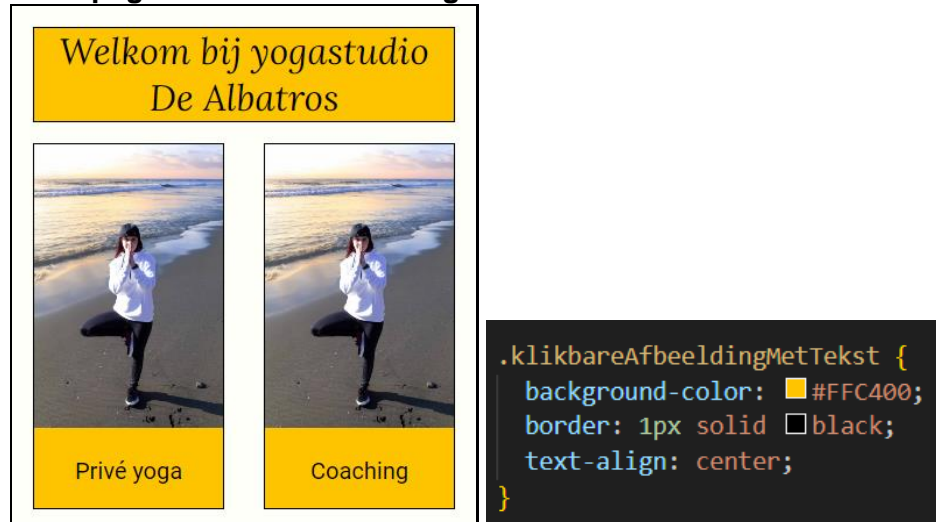 Welkom bij yogastudio
De Albatros
Privé yoga
Coaching
.klikbareAfbeeldingMetTekst {
background-color: #FFC400;
border: 1px solid black;
text-align: center;
}